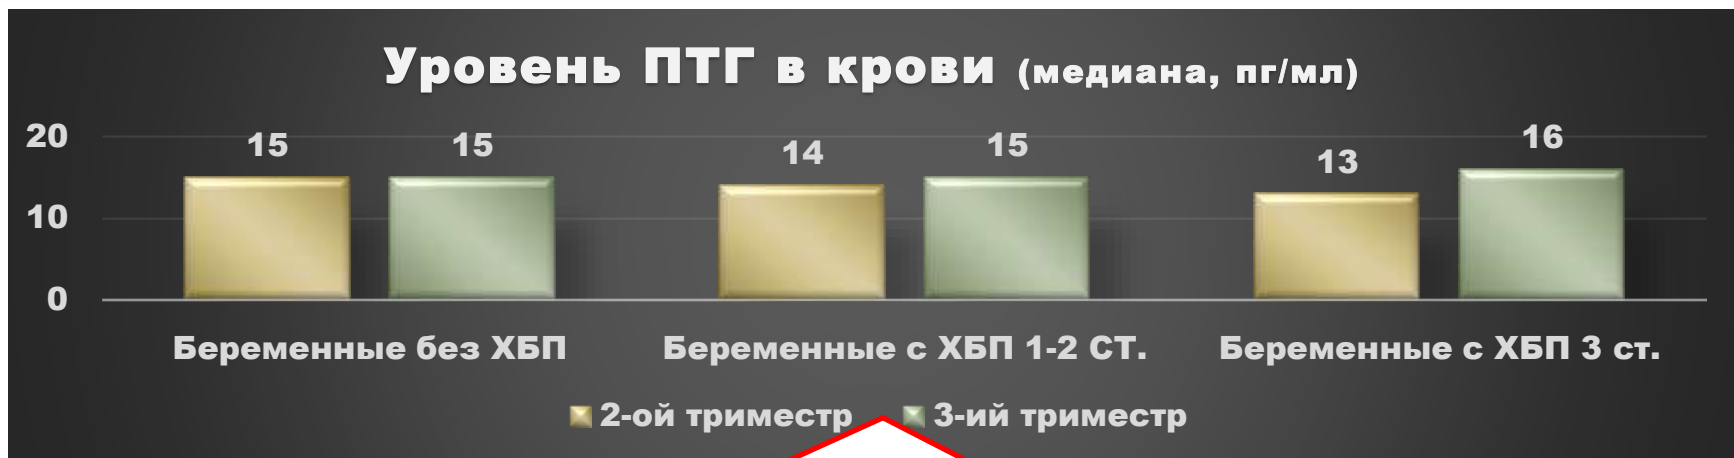 Уровень ПТГ в крови (медиана, пг/мл)
20
15
15
14
15
13
16
10
0
Беременные без ХБП
Беременные с ХБП 1-2 СТ.
Беременные с ХБП 3 ст.
2-ой триместр
3-ий триместр